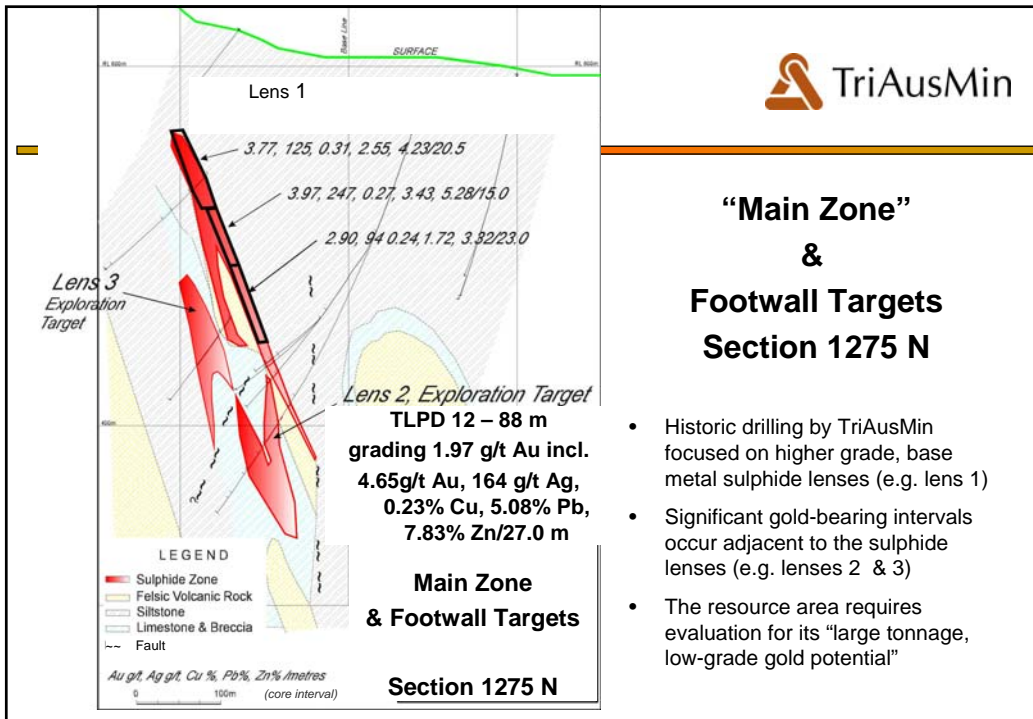 TriAusMin
Base Line
SURFACE
RL 600m
RL 600m
Lens 1
3.77, 125, 0.31, 2.55, 4.23/20.5
3.97, 247, 0.27, 3.43, 5.28/15.0
2.90, 94 0.24, 1.72, 3.32/23.0
Lens 3
Exploration
Target
Lens 2, Exploration Target
TLPD 12 – 88 m
grading 1.97 g/t Au incl.
4.65g/t Au, 164 g/t Ag,
0.23% Cu, 5.08% Pb,
7.83% Zn/27.0 m
?
LEGEND
Sulphide Zone
Felsic Volcanic Rock
Siltstone
Limestone & Breccia
~~ Fault
Au g/t, Ag g/t, Cu %, Pb%, Zn% /metres
(core interval)
0 100m
Main Zone
& Footwall Targets
Section 1275 N
“Main Zone”
&
Footwall Targets
Section 1275 N
• Historic drilling by TriAusMin
focused on higher grade, base
metal sulphide lenses (e.g. lens 1)
• Significant gold-bearing intervals
occur adjacent to the sulphide
lenses (e.g. lenses 2 & 3)
• The resource area requires
evaluation for its “large tonnage,
low-grade gold potential”